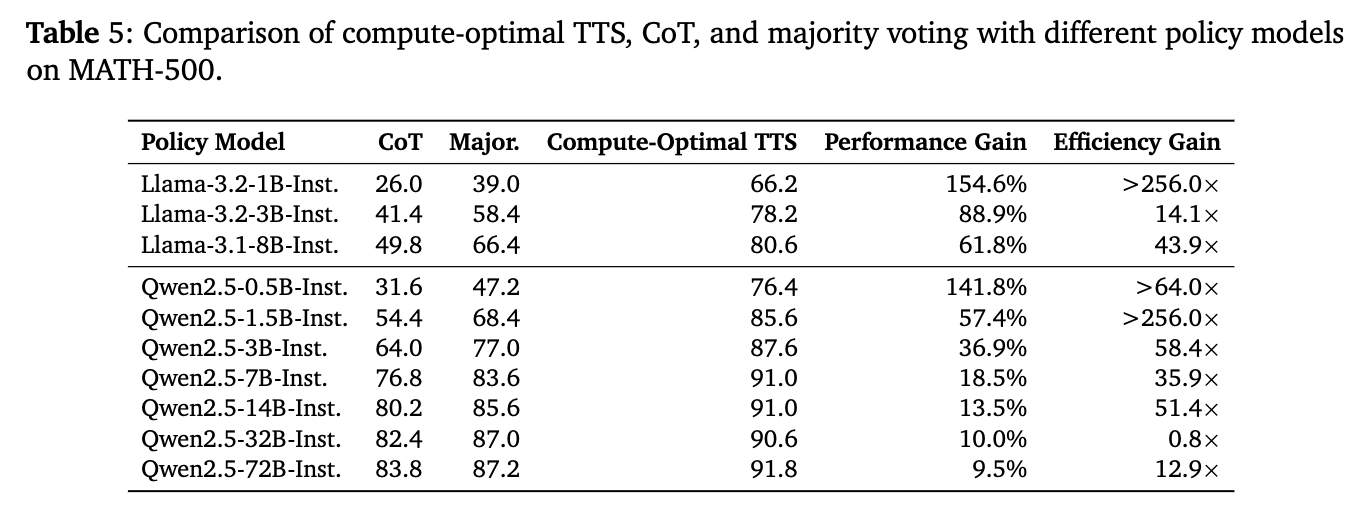 Table 5: Comparison of compute-optimal TTS, CoT, and majority voting with different policy models
on MATH-500.
Policy Model CoT Major. Compute-Optimal TTS Performance Gain Efficiency Gain
Llama-3.2-1B-Inst. 26.0 39.0 66.2 154.6% >256.0×
Llama-3.2-3B-Inst. 41.4 58.4 78.2 88.9% 14.1×
Llama-3.1-8B-Inst. 49.8 66.4 80.6 61.8% 43.9×
Qwen2.5-0.5B-Inst. 31.6 47.2 76.4 141.8% >64.0×
Qwen2.5-1.5B-Inst. 54.4 68.4 85.6 57.4% >256.0×
Qwen2.5-3B-Inst. 64.0 77.0 87.6 36.9% 58.4×
Qwen2.5-7B-Inst. 76.8 83.6 91.0 18.5% 35.9×
Qwen2.5-14B-Inst. 80.2 85.6 91.0 13.5% 51.4×
Qwen2.5-32B-Inst. 82.4 87.0 90.6 10.0% 0.8×
Qwen2.5-72B-Inst. 83.8 87.2 91.8 9.5% 12.9×